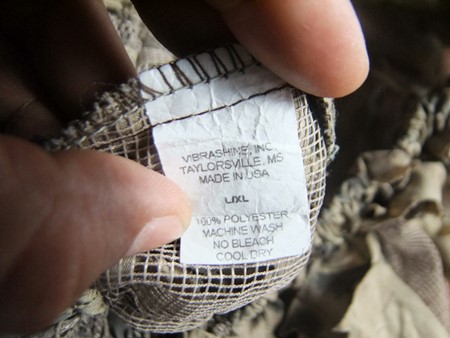 VIBRASHINE, INC.
TAYLORSVILLE, MS
MADE IN USA
L/XL
100% POLYESTER
MACHINE WASH
NO BLEACH
COOL DRY